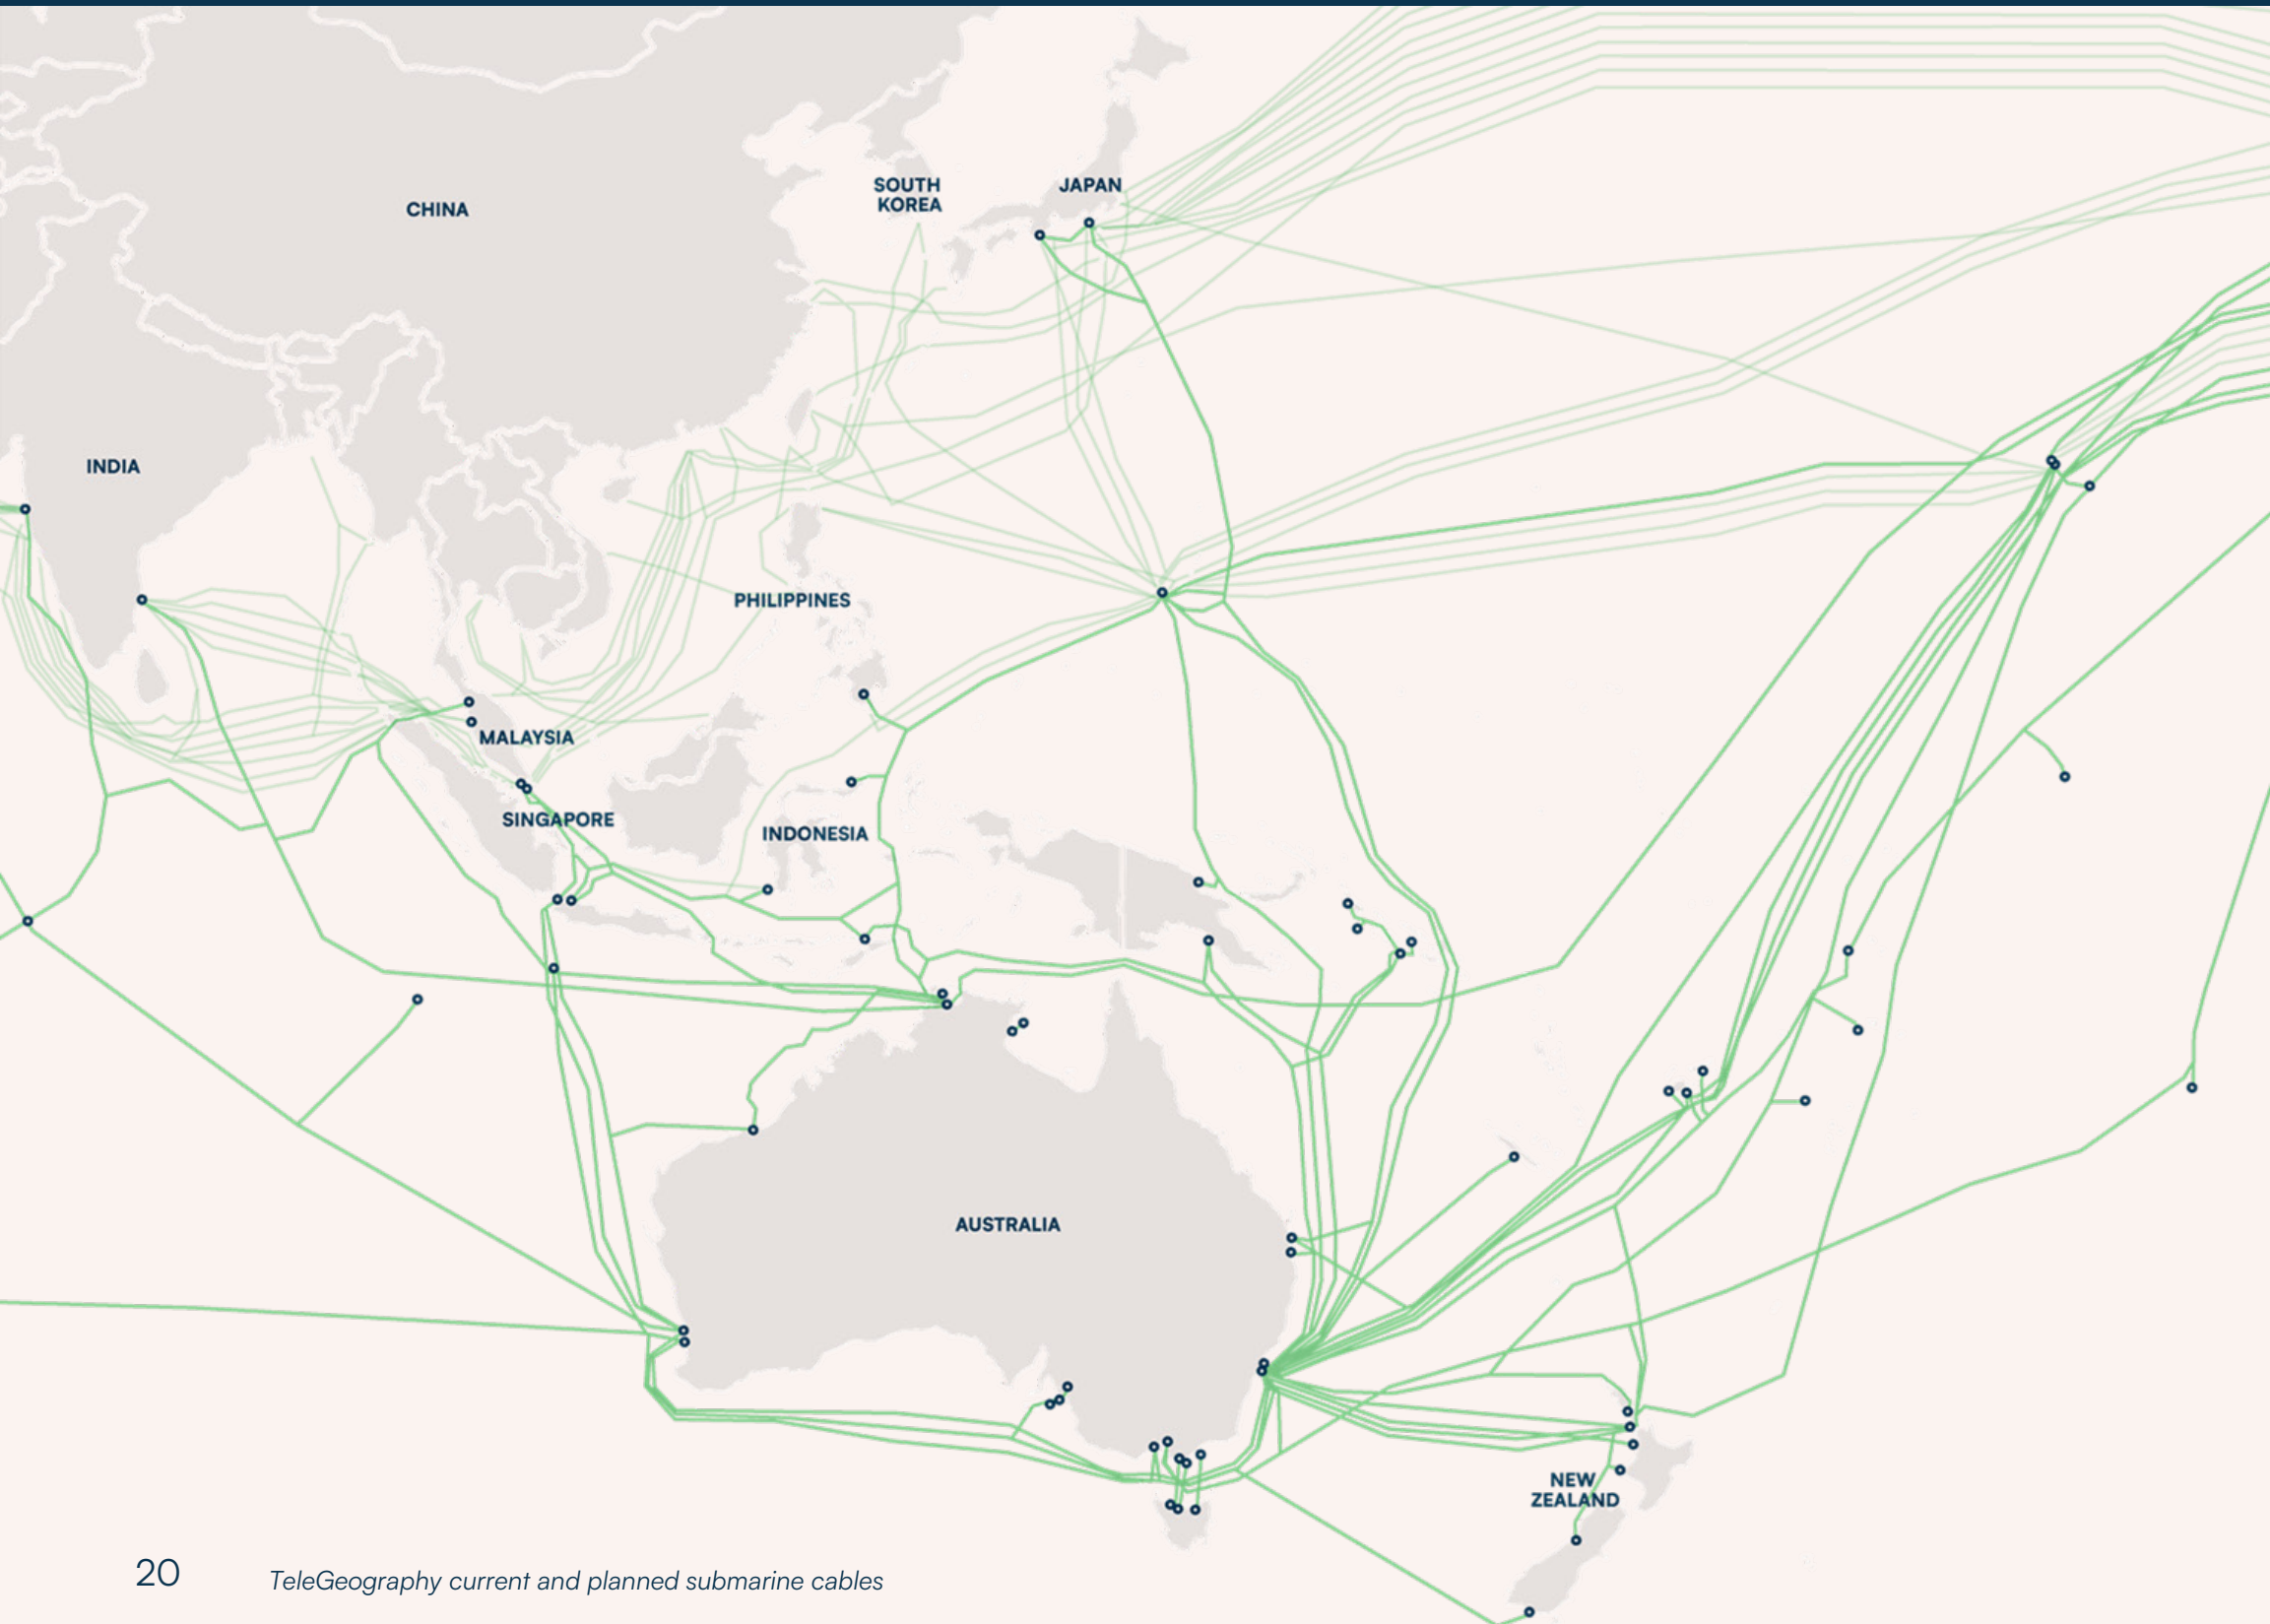 SOUTH
KOREA
JAPAN
CHINA
INDIA
PHILIPPINES
MALAYSIA
SINGAPORE
INDONESIA
AUSTRALIA
NEW
ZEALAND
20
TeleGeography current and planned submarine cables